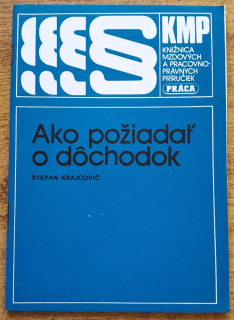 KMP
KNIŽNICA
MZDOVÝCH
A PRACOVNO-
PRÁVNYCH
PRÍRUČIEK
PRÁCA
Ako požiadať
o dôchodok
ŠTEFAN KRAJČOVIČ